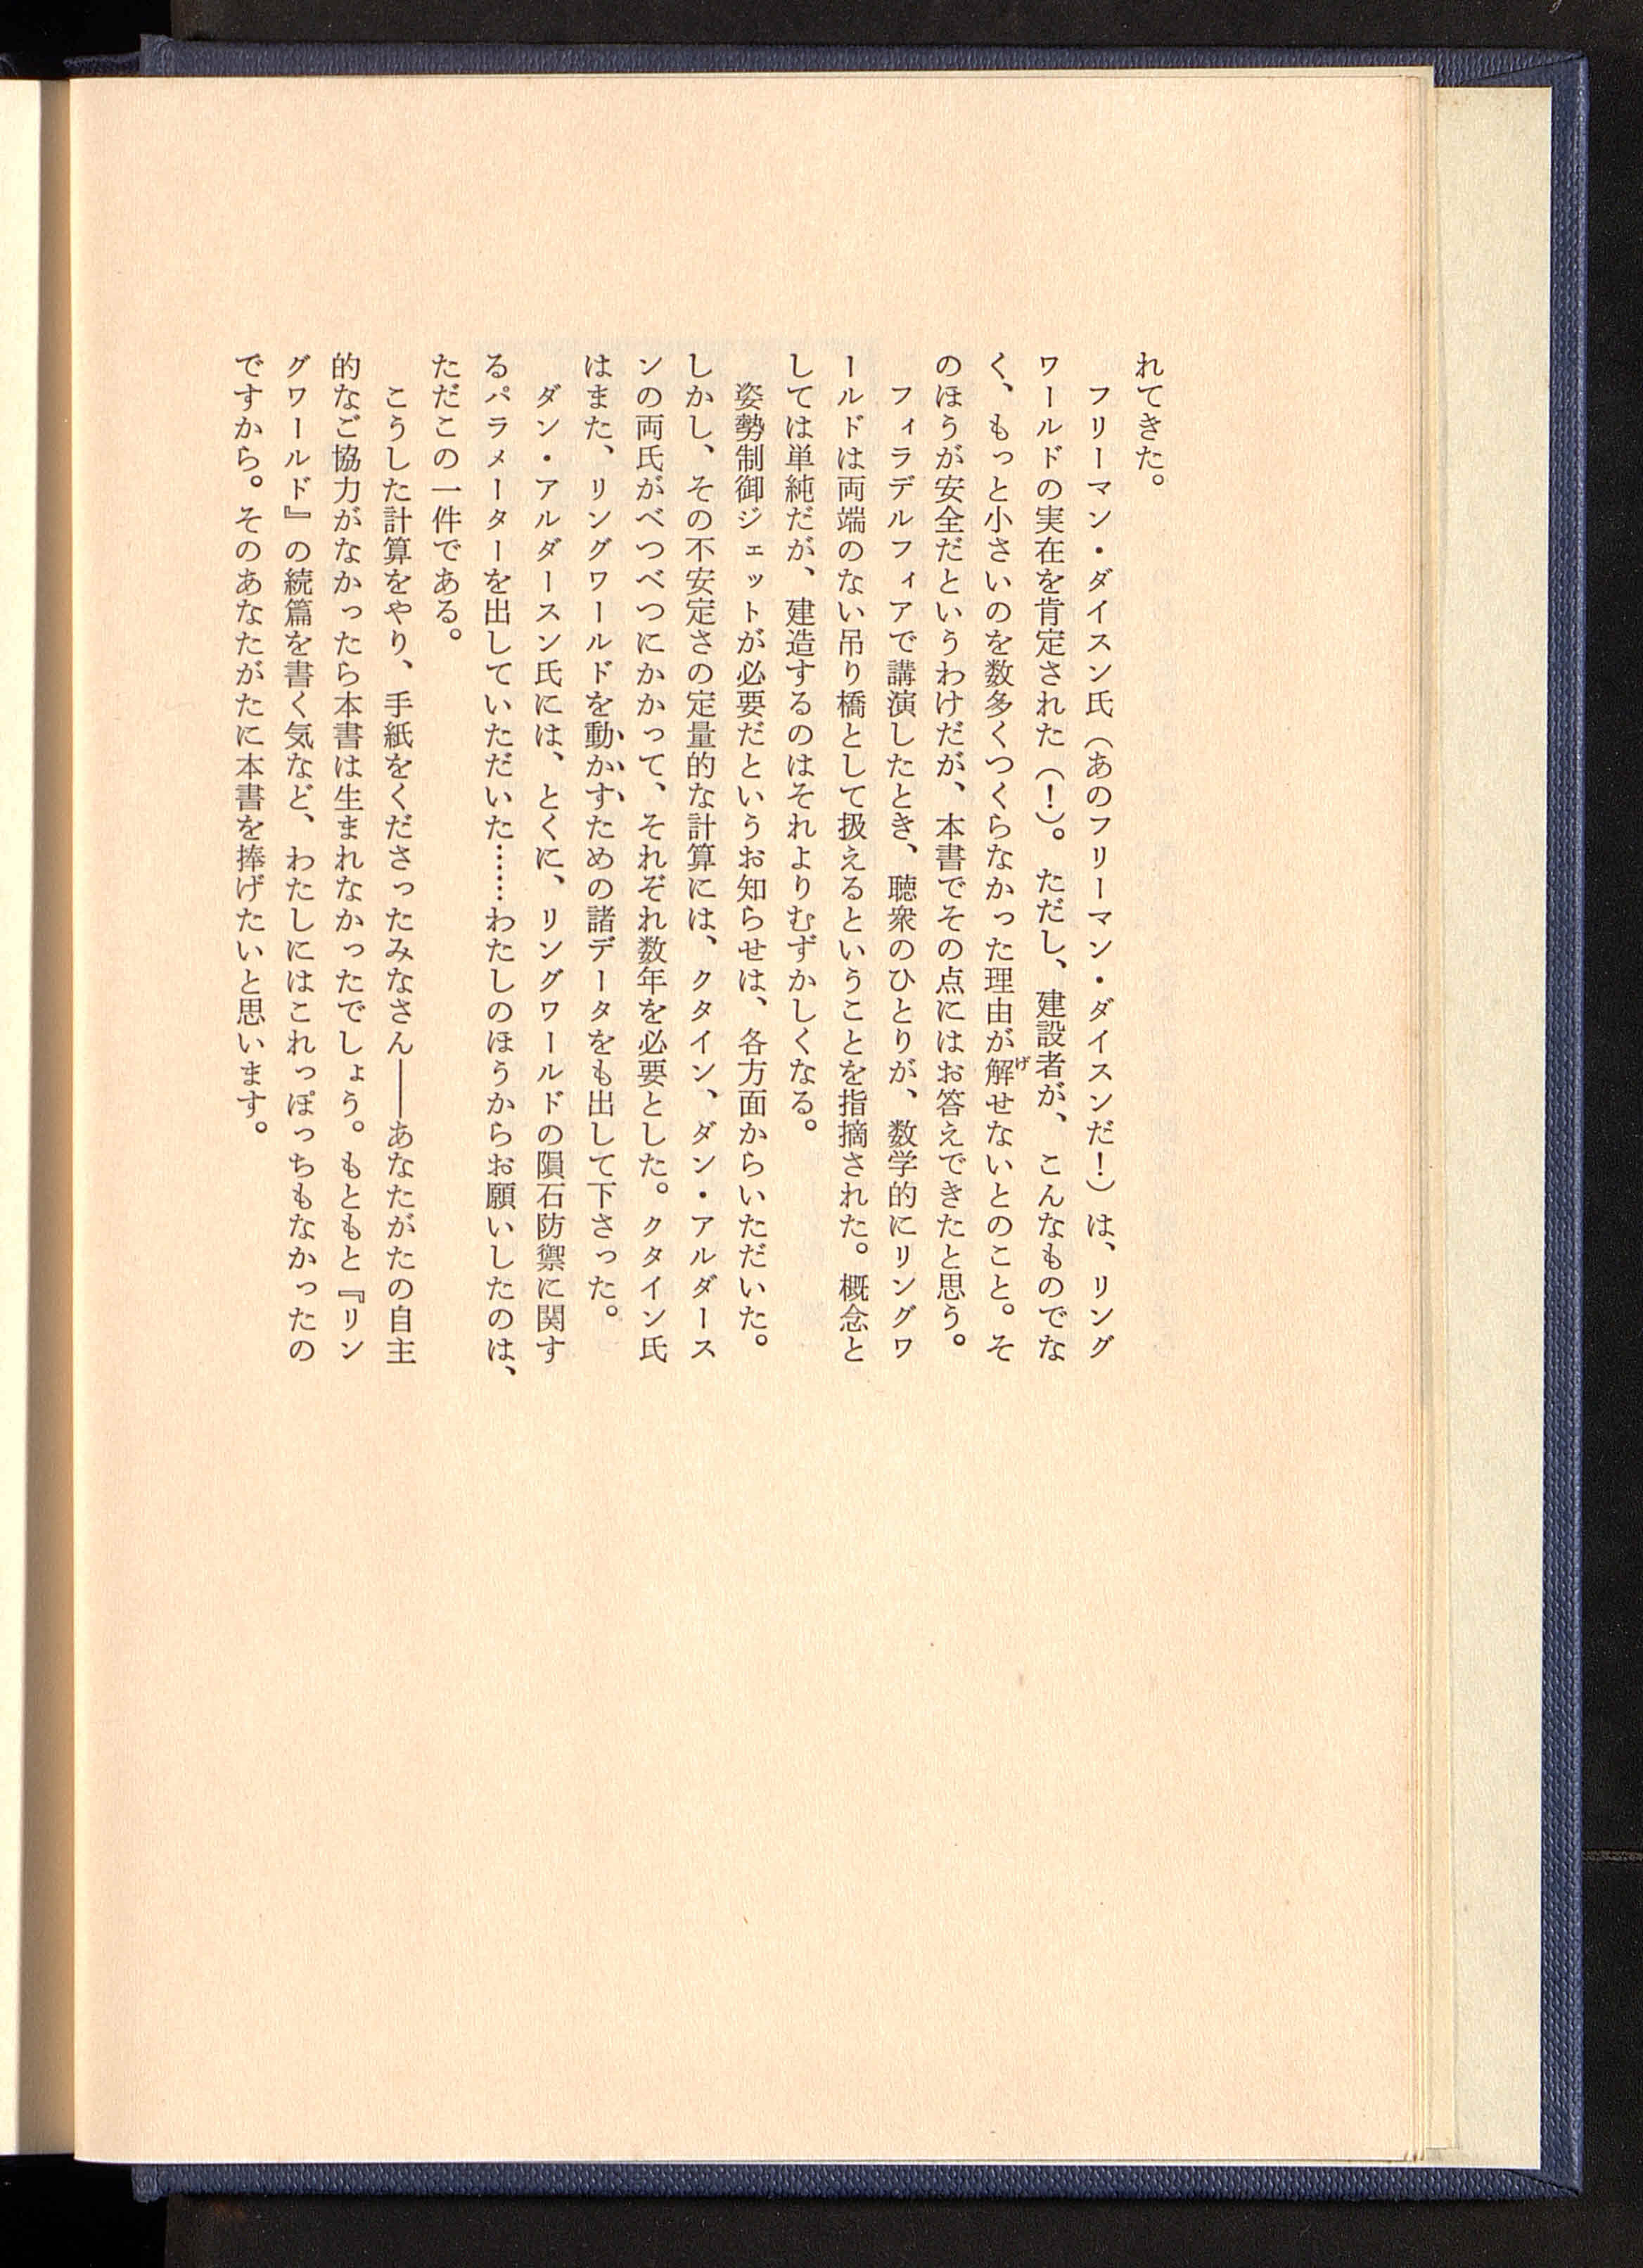 れてきた。
　フリーマン・ダイスン氏（あのフリーマン・ダイスンだ！）は、リング
ワールドの実在を肯定された（！）。ただし、建設者が、こんなものでな
く、もっと小さいのを数多くつくらなかった理由が解げせないとのこと。そ
のほうが安全だというわけだが、本書でその点にはお答えできたと思う。
　フィラデルフィアで講演したとき、聴衆のひとりが、数学的にリングワ
ールドは両端のない吊り橋として扱えるということを指摘された。概念と
しては単純だが、建造するのはそれよりむずかしくなる。
　姿勢制御ジェットが必要だというお知らせは、各方面からいただいた。
しかし、その不安定さの定量的な計算には、クタイン、ダン・アルダース
ンの両氏がべつべつにかかって、それぞれ数年を必要とした。クタイン氏
はまた、リングワールドを動かすための諸データをも出して下さった。
　ダン・アルダースン氏には、とくに、リングワールドの隕石防禦に関す
るパラメーターを出していただいた……わたしのほうからお願いしたのは、
ただこの一件である。
　こうした計算をやり、手紙をくださったみなさん――あなたがたの自主
的なご協力がなかったら本書は生まれなかったでしょう。もともと『リン
グワールド』の続篇を書く気など、わたしにはこれっぽっちもなかったの
ですから。そのあなたがたに本書を捧げたいと思います。